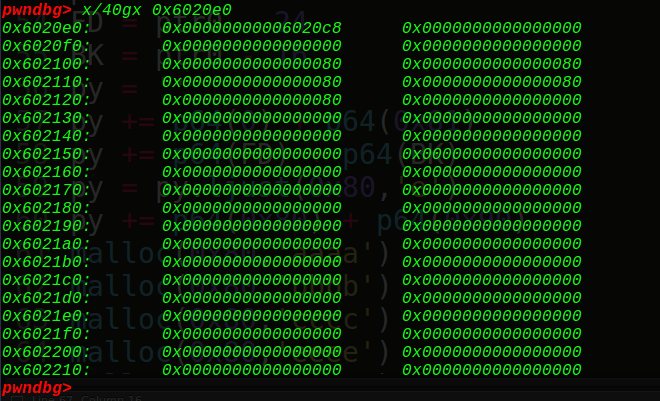 pwndbg> x/40gx 0x6020e0
0x6020e0: 0x00000000006020c8 0x0000000000000000
0x6020f0: 0x0000000000000000 0x0000000000000000
0x602100: 0x0000000000000080 0x0000000000000080
0x602110: 0x0000000000000080 0x0000000000000080
0x602120: 0x0000000000000080 0x0000000000000000
0x602130: 0x0000000000000000 0x0000000000000000
0x602140: 0x0000000000000000 0x0000000000000000
0x602150: 0x0000000000000000 0x0000000000000000
0x602160: 0x0000000000000000 0x0000000000000000
0x602170: 0x0000000000000000 0x0000000000000000
0x602180: 0x0000000000000000 0x0000000000000000
0x602190: 0x0000000000000000 0x0000000000000000
0x6021a0: 0x0000000000000000 0x0000000000000000
0x6021b0: 0x0000000000000000 0x0000000000000000
0x6021c0: 0x0000000000000000 0x0000000000000000
0x6021d0: 0x0000000000000000 0x0000000000000000
0x6021e0: 0x0000000000000000 0x0000000000000000
0x6021f0: 0x0000000000000000 0x0000000000000000
0x602200: 0x0000000000000000 0x0000000000000000
0x602210: 0x0000000000000000 0x0000000000000000
pwndbg>